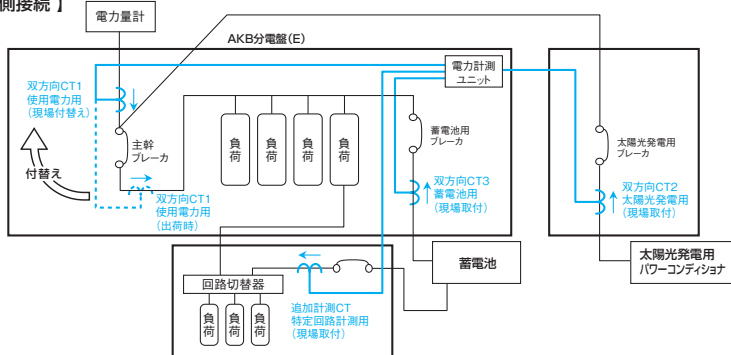 側接続 】
電力量計
AKB分電盤(E)
電力計測
ユニット
双方向CT1
使用電力用
(現場付替え)
主幹
ブレーカ
付替え
負荷
負荷
負荷
負荷
蓄電池用
ブレーカ
太陽光発電用
ブレーカ
双方向CT1
使用電力用
(出荷時)
双方向CT3
蓄電池用
(現場取付)
双方向CT2
太陽光発電用
(現場取付)
回路切替器
負荷
負荷
負荷
追加計測CT
特定回路計測用
(現場取付)
蓄電池
太陽光発電用
パワーコンディショナ